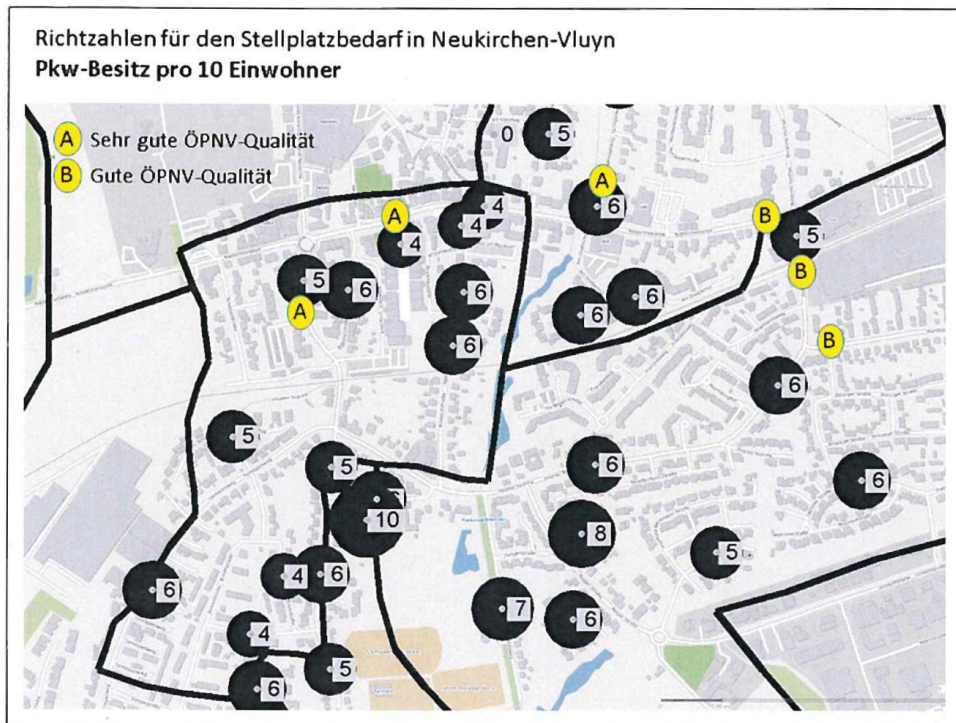 Richtzahlen für den Stellplatzbedarf in Neukirchen-Vluyn
Pkw-Besitz pro 10 Einwohner
A Sehr gute ÖPNV-Qualität
B Gute ÖPNV-Qualität
0 5
A
6
4
4
A
4
B
5
B
5
6
A
6
6
6
6
B
6
5
5
6
6
10
8
5
4
6
6
7
6
4
5
6